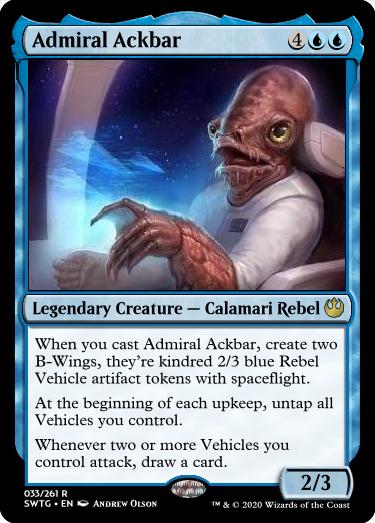 Admiral Ackbar 4
Legendary Creature — Calamari Rebel
When you cast Admiral Ackbar, create two
B-Wings, they're kindred 2/3 blue Rebel
Vehicle artifact tokens with spaceflight.
At the beginning of each upkeep, untap all
Vehicles you control.
Whenever two or more Vehicles you
control attack, draw a card.
2/3
033/261 R
SWTG • EN Andrew Olson
™ & © 2020 Wizards of the Coast